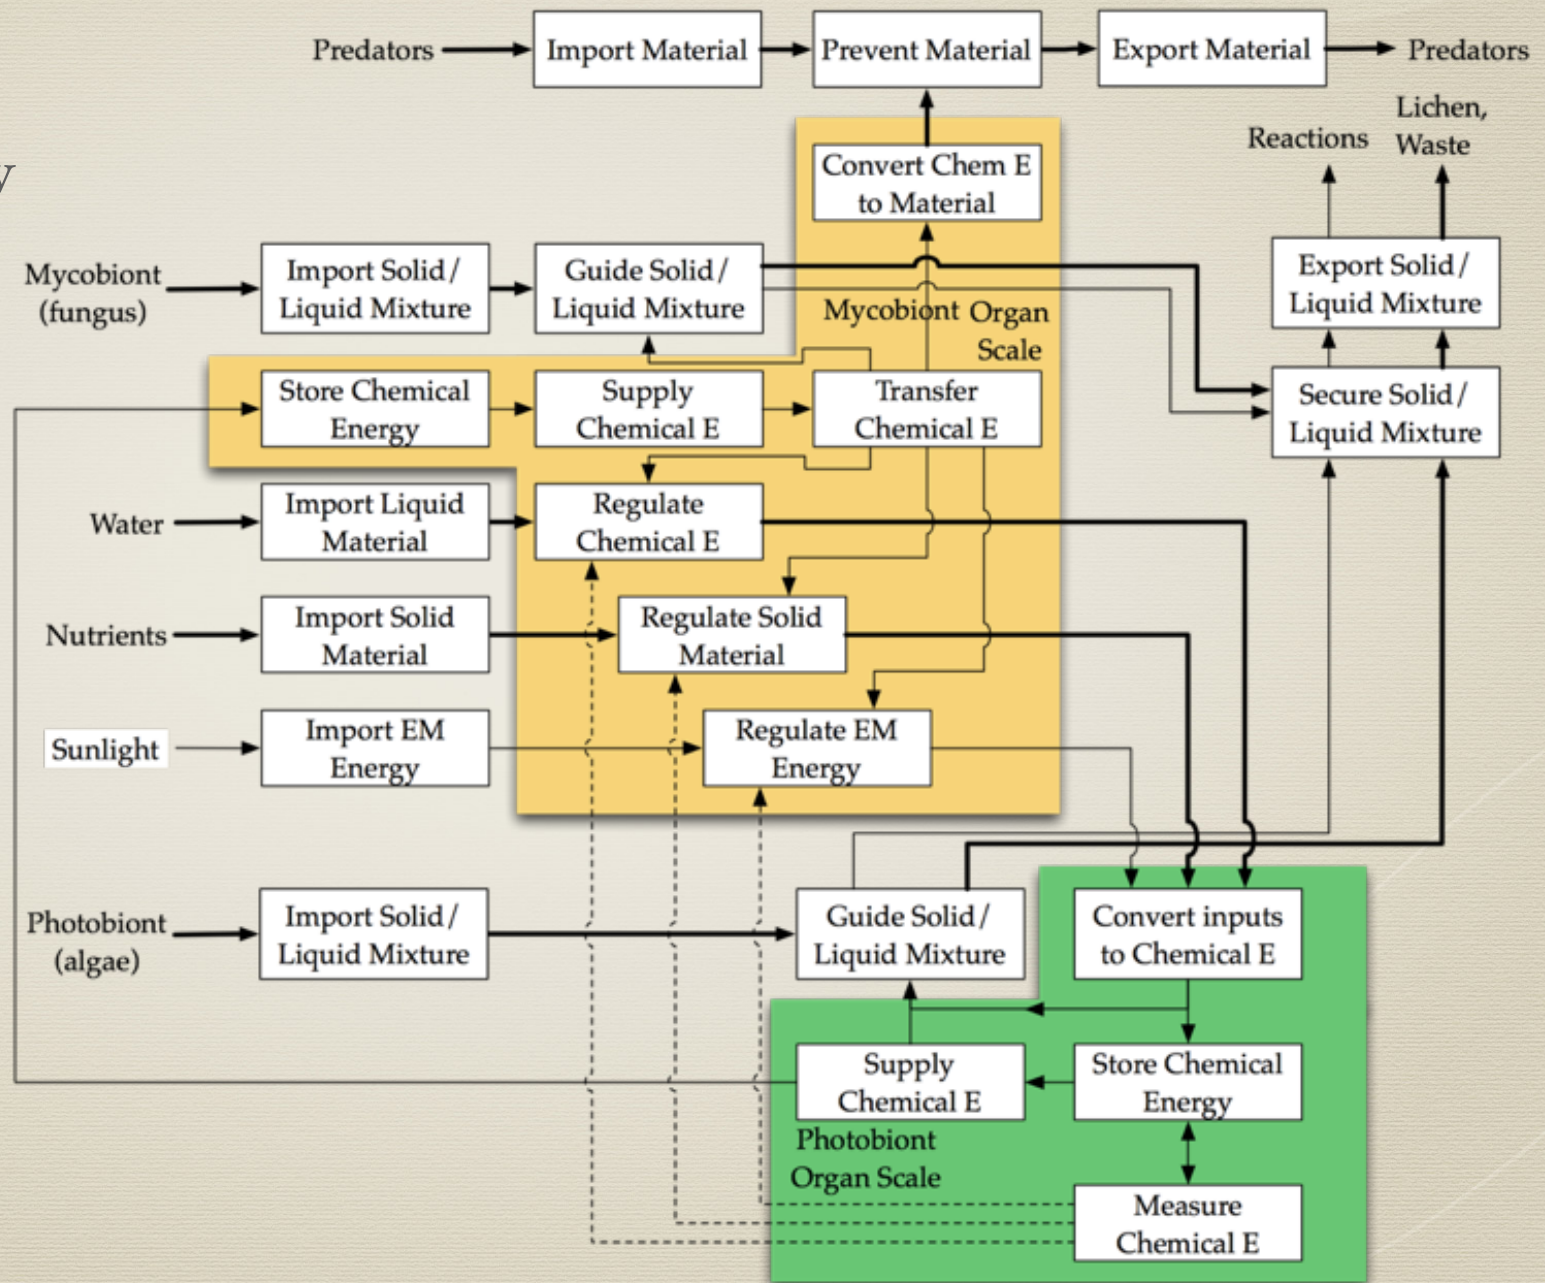 Predators
Import Material
Prevent Material
Export Material
Predators
y
Reactions
Lichen,
Waste
Convert Chem E
to Material
Mycobiont
(fungus)
Import Solid/
Liquid Mixture
Guide Solid/
Liquid Mixture
Export Solid/
Liquid Mixture
Mycobiont Organ
Scale
Store Chemical
Energy
Supply
Chemical E
Transfer
Chemical E
Secure Solid/
Liquid Mixture
Water
Import Liquid
Material
Regulate
Chemical E
Nutrients
Import Solid
Material
Regulate Solid
Material
Sunlight
Import EM
Energy
Regulate EM
Energy
Photobiont
(algae)
Import Solid/
Liquid Mixture
Guide Solid/
Liquid Mixture
Convert inputs
to Chemical E
Supply
Chemical E
Store Chemical
Energy
Photobiont
Organ Scale
Measure
Chemical E